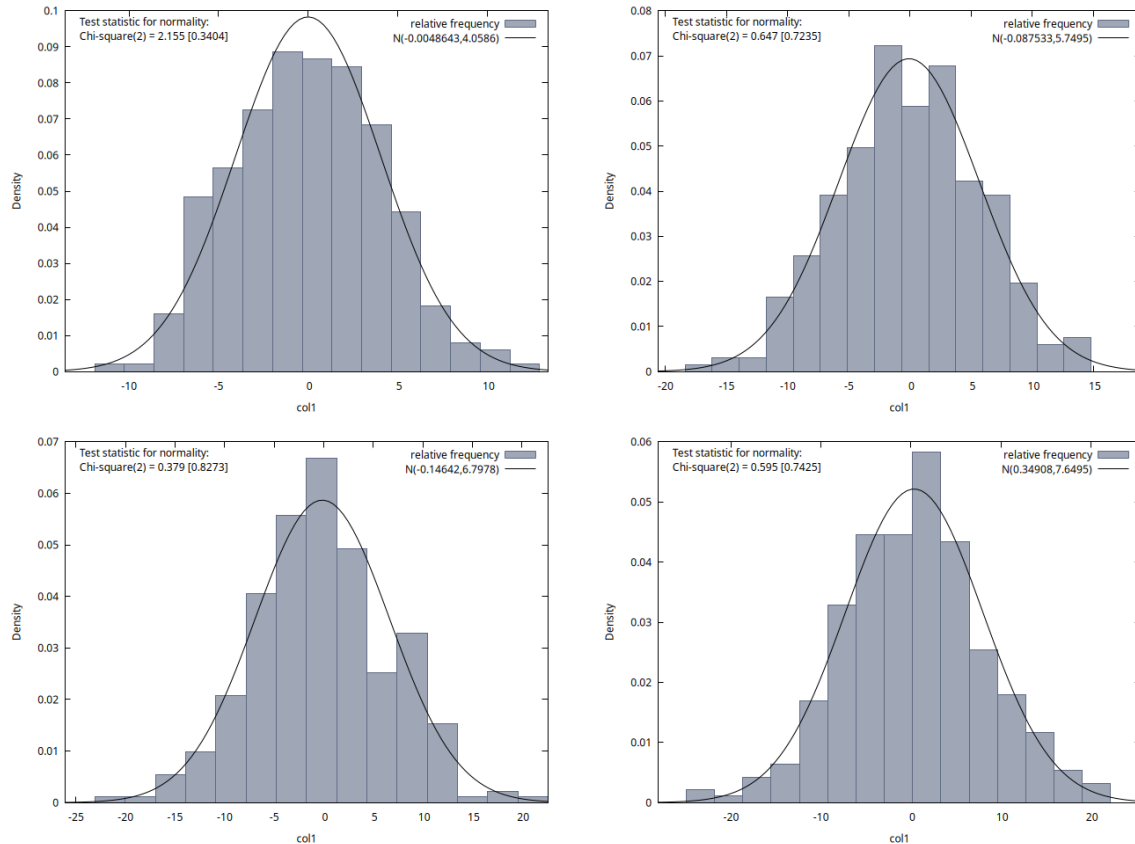 Test statistic for normality:
Chi-square(2) = 2.155 [0.3404]
relative frequency
N(-0.0048643,4.0586)
0.1
0.09
0.08
0.07
0.06
0.05
0.04
0.03
0.02
0.01
0
Density
-10 -5 0 5 10
col1
Test statistic for normality:
Chi-square(2) = 0.647 [0.7235]
relative frequency
N(-0.087533,5.7495)
0.08
0.07
0.06
0.05
0.04
0.03
0.02
0.01
0
Density
-20 -15 -10 -5 0 5 10 15
col1
Test statistic for normality:
Chi-square(2) = 0.379 [0.8273]
relative frequency
N(-0.14642,6.7978)
0.07
0.06
0.05
0.04
0.03
0.02
0.01
0
Density
-25 -20 -15 -10 -5 0 5 10 15 20
col1
Test statistic for normality:
Chi-square(2) = 0.595 [0.7425]
relative frequency
N(0.34908,7.6495)
0.06
0.05
0.04
0.03
0.02
0.01
0
Density
-20 -10 0 10 20
col1